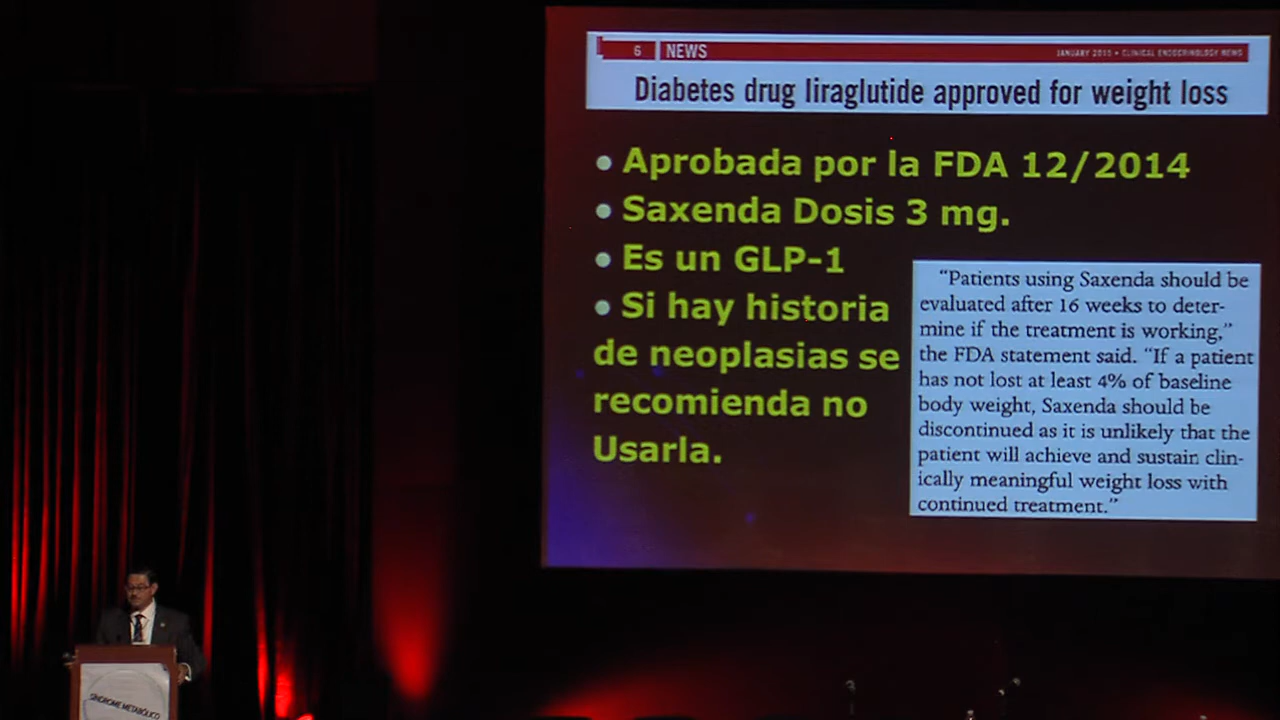 6 NEWS JANUARY 2015 • CLINICAL ENDOCRINOLOGY NEWS
Diabetes drug liraglutide approved for weight loss
• Aprobada por la FDA 12/2014
• Saxenda Dosis 3 mg.
• Es un GLP-1
• Si hay historia
de neoplasias se
recomienda no
Usarla.
“Patients using Saxenda should be
evaluated after 16 weeks to deter-
mine if the treatment is working,”
the FDA statement said. “If a patient
has not lost at least 4% of baseline
body weight, Saxenda should be
discontinued as it is unlikely that the
patient will achieve and sustain clin-
ically meaningful weight loss with
continued treatment.”
SÍNDROME METABÓLICO